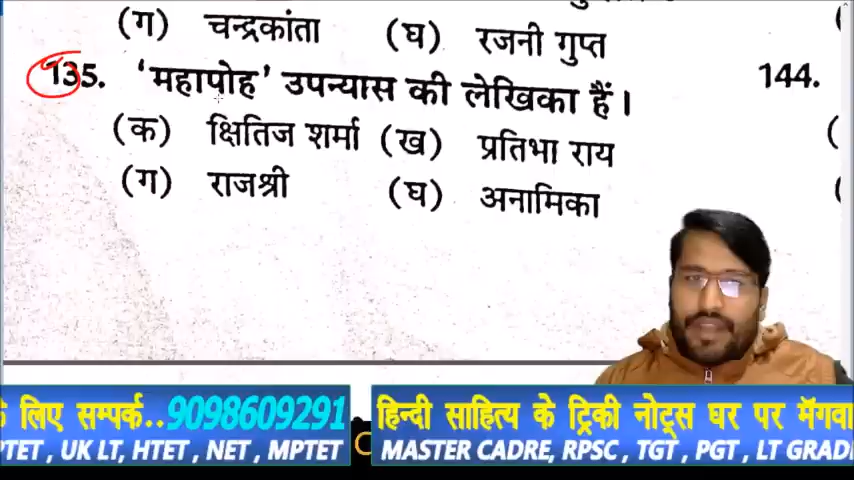 (ग) चन्द्रकांता (घ) रजनी गुप्त
135. 'महापोह' उपन्यास की लेखिका हैं।
(क) क्षितिज शर्मा (ख) प्रतिभा राय
(ग) राजश्री (घ) अनामिका
144.
के लिए सम्पर्क..9098609291
PTET , UK LT, HTET , NET , MPTET
हिन्दी साहित्य के ट्रिकी नोट्स घर पर मॅगवा
MASTER CADRE, RPSC , TGT , PGT , LT GRADE